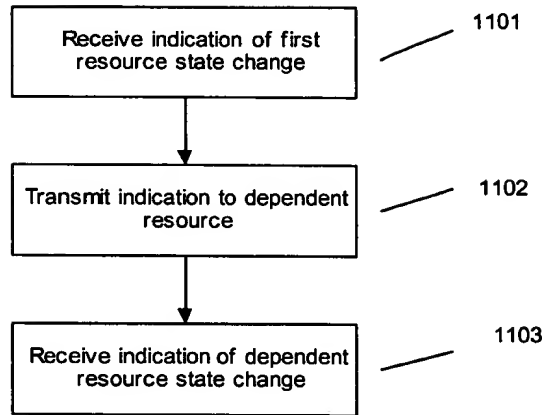 Receive indication of first
resource state change
1101
Transmit indication to dependent
resource
1102
Receive indication of dependent
resource state change
1103